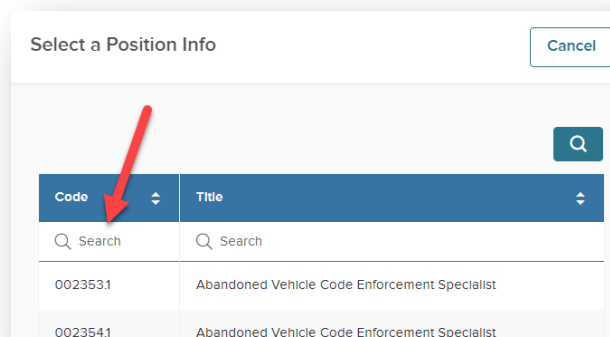 Select a Position Info
Cancel
Code Title
Search Search
002353.1 Abandoned Vehicle Code Enforcement Specialist
002354.1 Abandoned Vehicle Code Enforcement Specialist